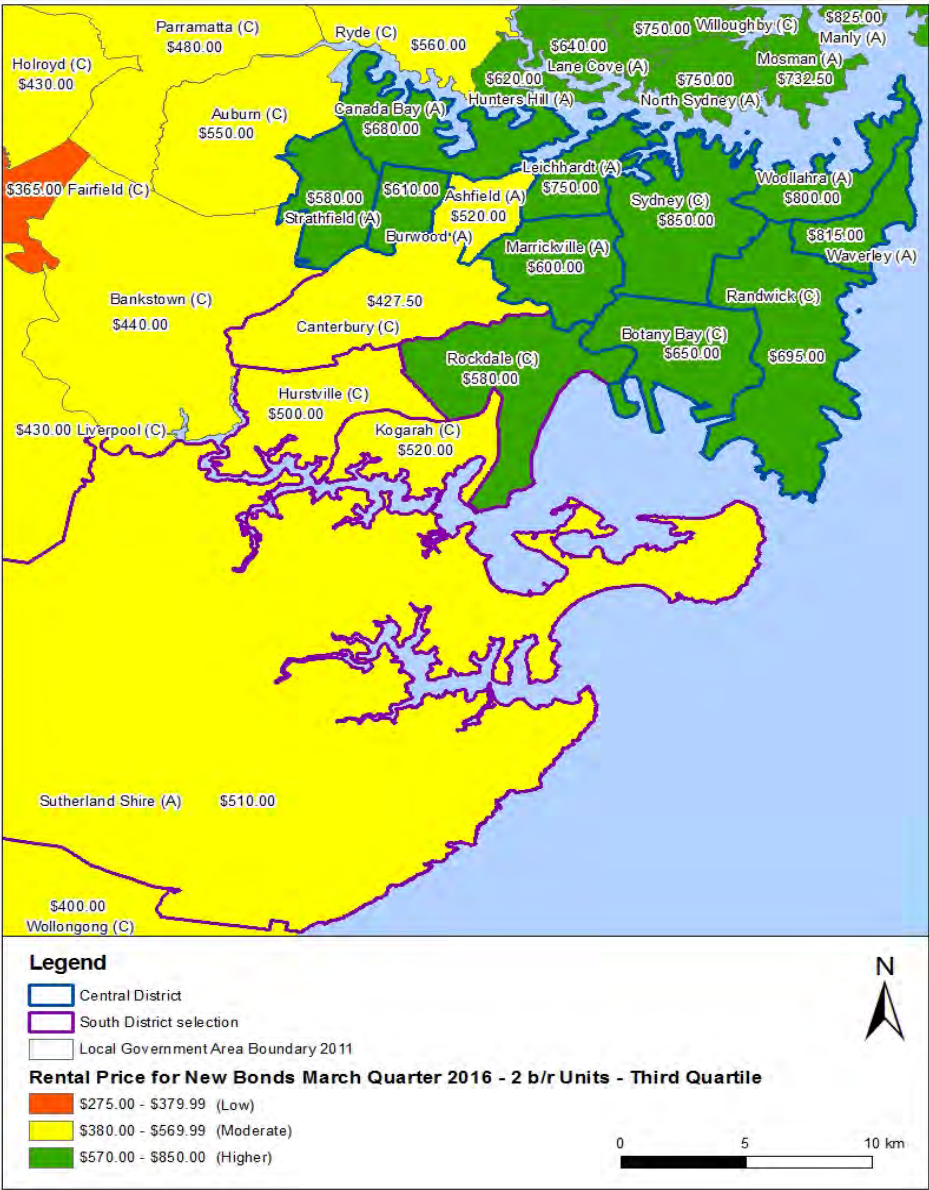 Parramatta (C)
$480.00
Ryde (C)
$560.00
$750.00 Willoughby (C)
$825.00
Manly (A)
Holroyd (C)
$430.00
$640.00
Lane Cove (A)
Mosman (A)
$732.50
$620.00
Hunters Hill (A)
$750.00
North Sydney (A)
Auburn (C)
$550.00
Canada Bay (A)
$680.00
$365.00 Fairfield (C)
$580.00
Strathfield (A)
$610.00
Burwood (A)
Ashfield (A)
$520.00
Leichhardt (A)
$750.00
Sydney (C)
$850.00
Woollahra (A)
$800.00
$815.00
Waverley (A)
Marrickville (A)
$600.00
Bankstown (C)
$440.00
$427.50
Canterbury (C)
Randwick (C)
$695.00
Botany Bay (C)
$650.00
Rockdale (C)
$580.00
Hurstville (C)
$500.00
Kogarah (C)
$520.00
$430.00 Liverpool (C)
Sutherland Shire (A) $510.00
$400.00
Wollongong (C)
Legend
Central District
South District selection
Local Government Area Boundary 2011
Rental Price for New Bonds March Quarter 2016 - 2 b/r Units - Third Quartile
$275.00 - $379.99 (Low)
$380.00 - $569.99 (Moderate)
$570.00 - $850.00 (Higher)
N
0 5 10 km